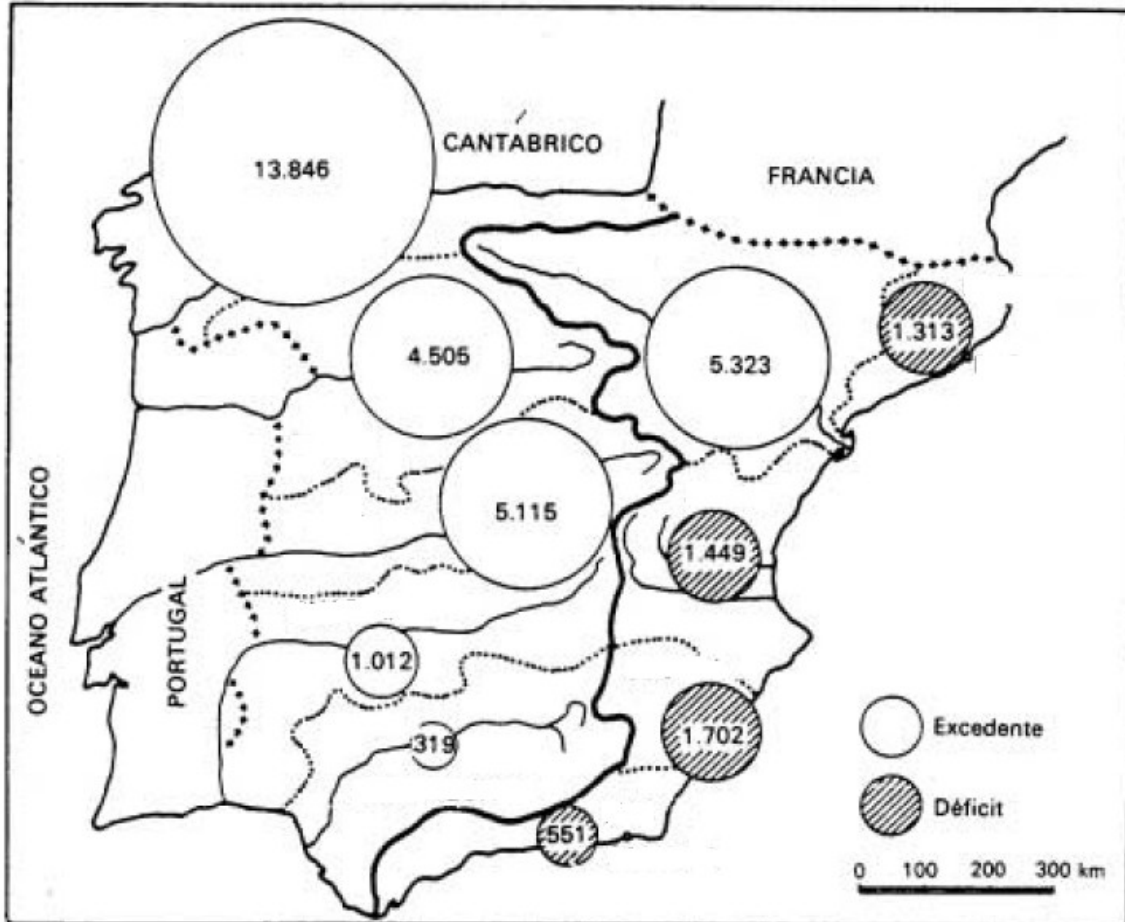 CANTÁBRICO
13.846
FRANCIA
1.313
4.505
5.323
OCEANO ATLÁNTICO
5.115
1.449
PORTUGAL
1.012
1.702
319
Excedente
551
Déficit
0 100 200 300 km